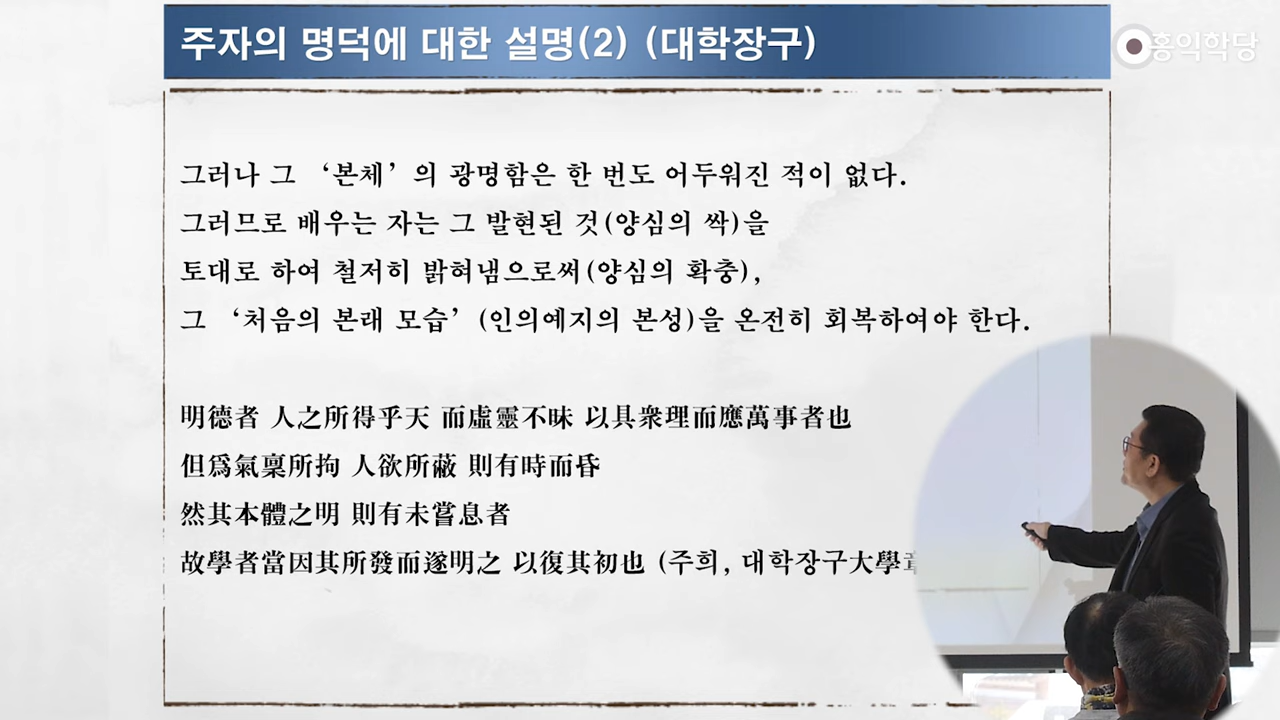 주자의 명덕에 대한 설명(2) (대학장구)
홍익학당
그러나 그 ‘본체’의 광명함은 한 번도 어두워진 적이 없다.
그러므로 배우는 자는 그 발현된 것(양심의 싹)을
토대로 하여 철저히 밝혀냄으로써(양심의 확충),
그 ‘처음의 본래 모습’(인의예지의 본성)을 온전히 회복하여야 한다.
明德者 人之所得乎天 而虛靈不昧 以具衆理而應萬事者也
但爲氣稟所拘 人欲所蔽 則有時而昏
然其本體之明 則有未嘗息者
故學者當因其所發而遂明之 以復其初也 (주희, 대학장구大學